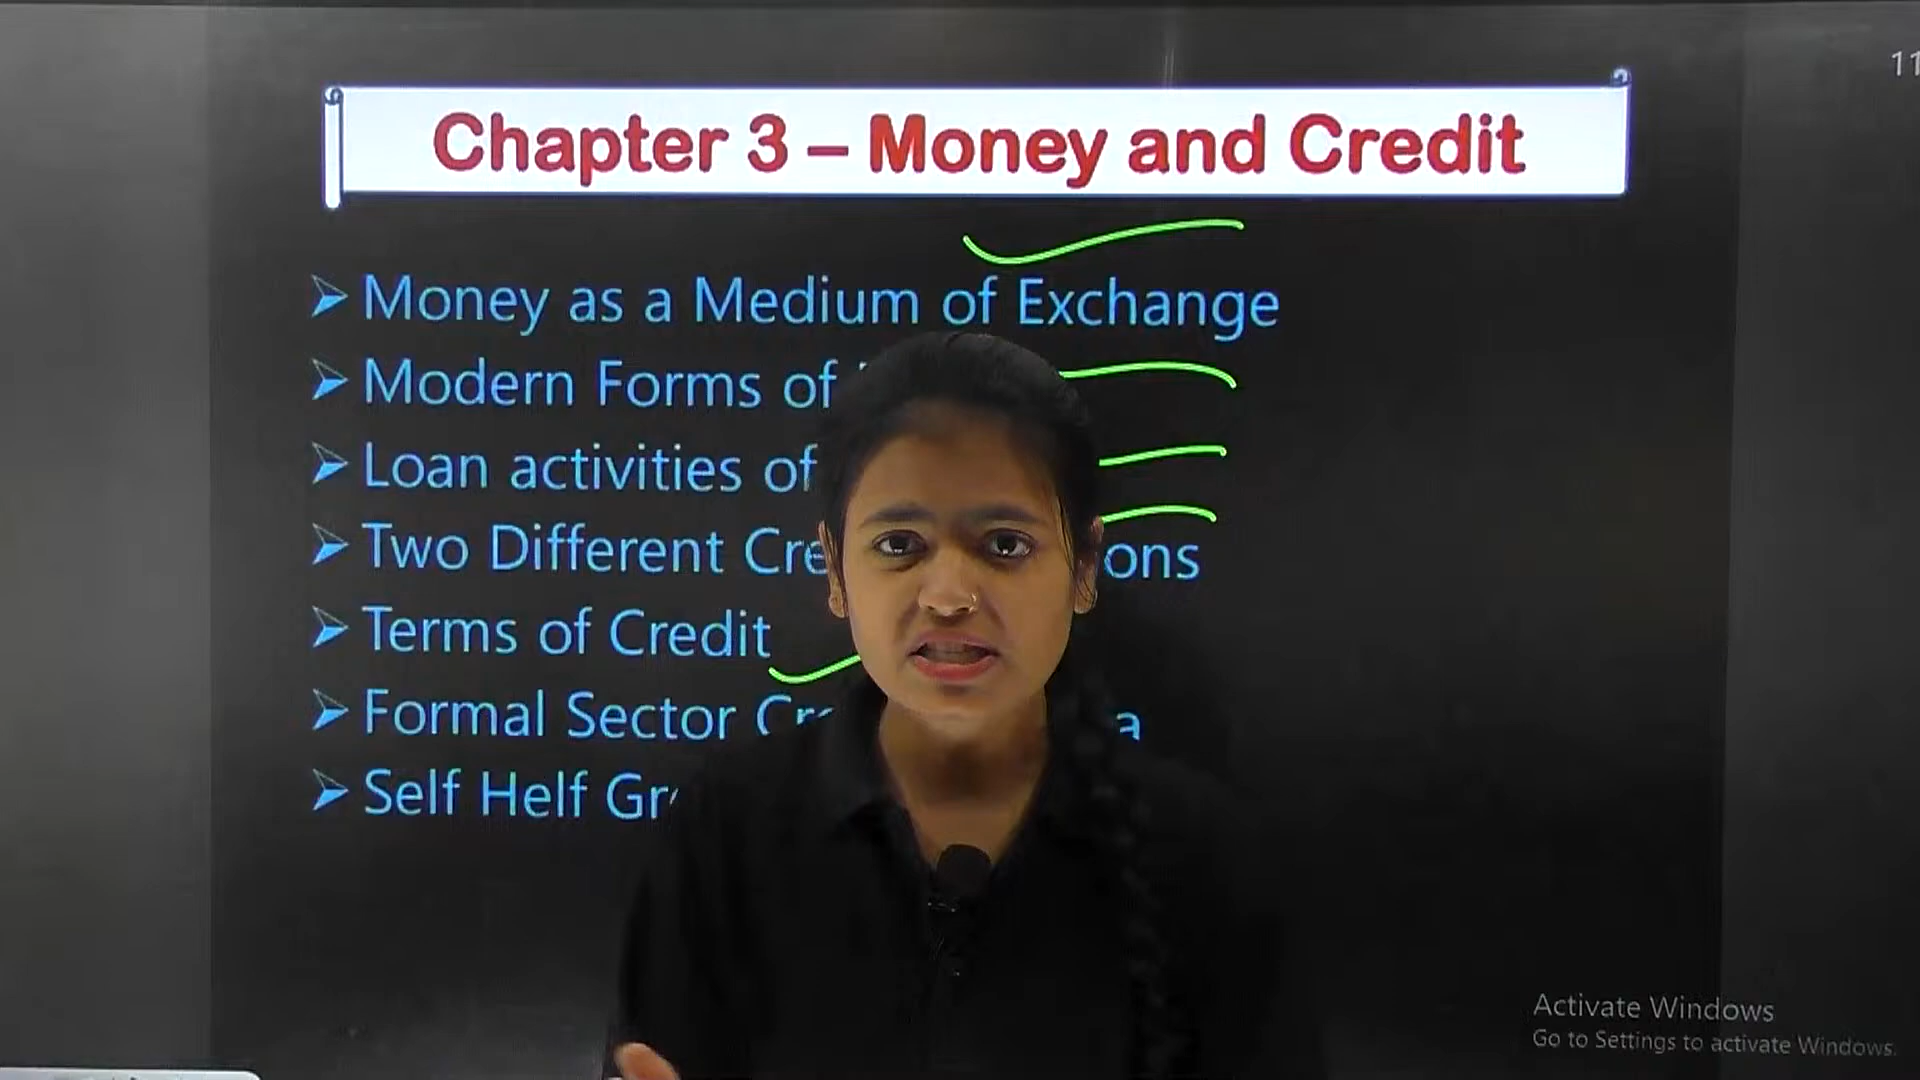 11
Chapter 3 – Money and Credit
➢ Money as a Medium of Exchange
➢ Modern Forms of
➢ Loan activities of
➢ Two Different
➢ Terms of Credit
➢ Formal Sector
➢ Self Helf
Activate Windows
Go to Settings to activate Windows.